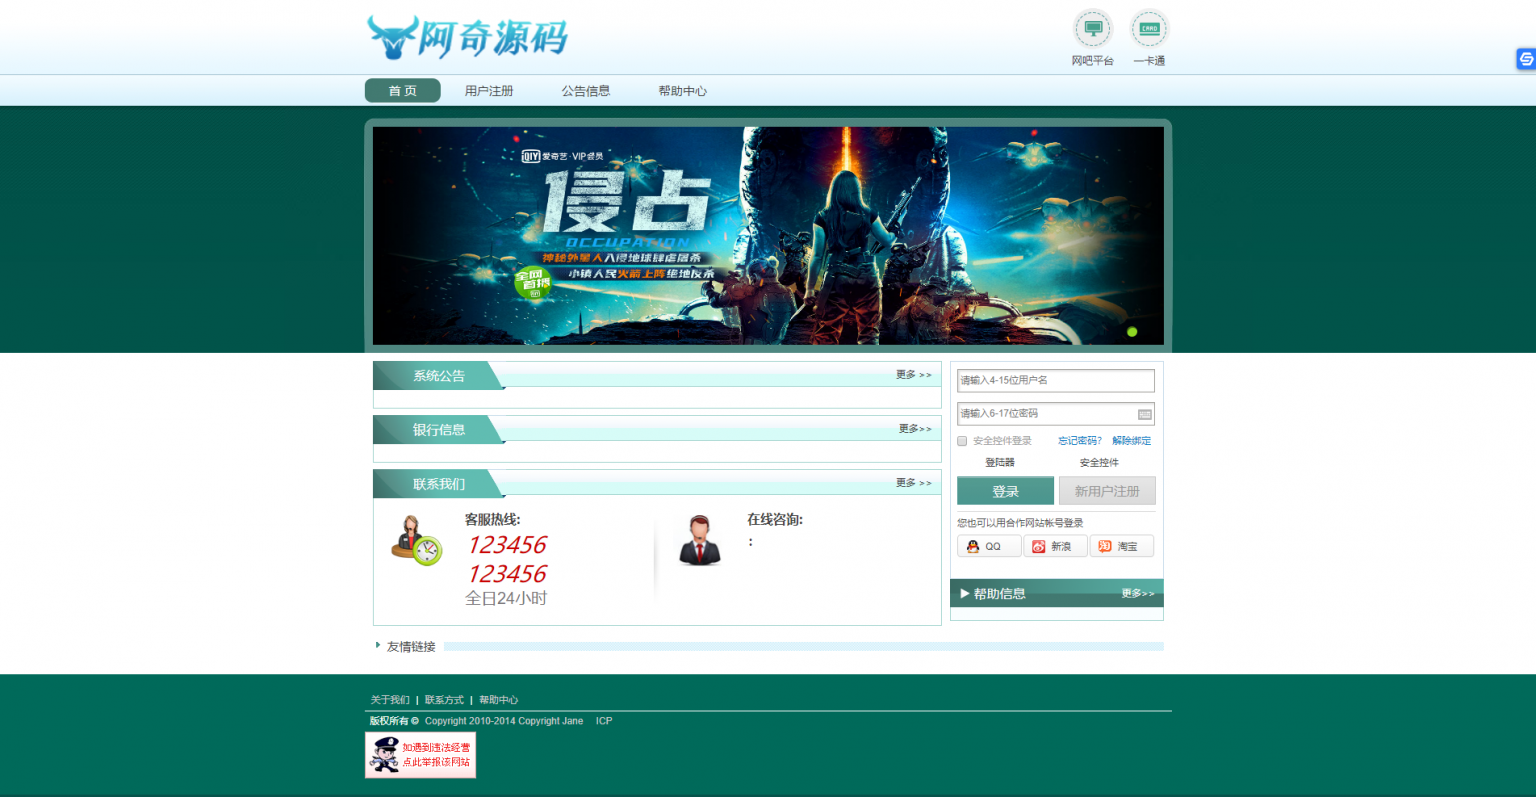 阿奇源码
CARD
网吧平台 一卡通
首 页 用户注册 公告信息 帮助中心
QIY 爱奇艺·VIP会员
侵占
OCCUPATION
神秘外星人入侵地球肆虐屠杀
小镇人民火箭上阵绝地反杀
全网
首播
系统公告 更多 >>
银行信息 更多>>
联系我们 更多 >>
客服热线:
123456
123456
全日24小时
在线咨询:
:
请输入4-15位用户名
请输入6-17位密码
安全控件登录 忘记密码? 解除绑定
登陆器 安全控件
登录 新用户注册
您也可以用合作网站帐号登录
QQ 新浪 淘 淘宝
帮助信息 更多>>
友情链接
关于我们 | 联系方式 | 帮助中心
版权所有 © Copyright 2010-2014 Copyright Jane ICP
如遇到违法经营
点此举报该网站